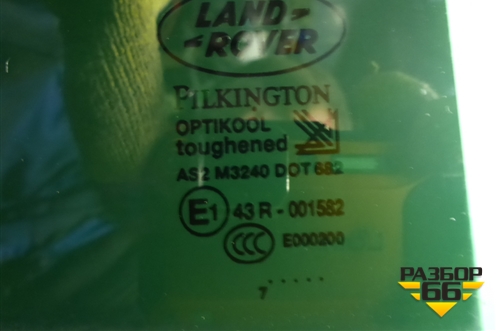 LAND
ROVER
PILKINGTON
OPTIKOOL
toughened
AS2 M3240 DOT 682
E1 43 R - 001582
CCC E000200
7 .....
РАЗБОР
66